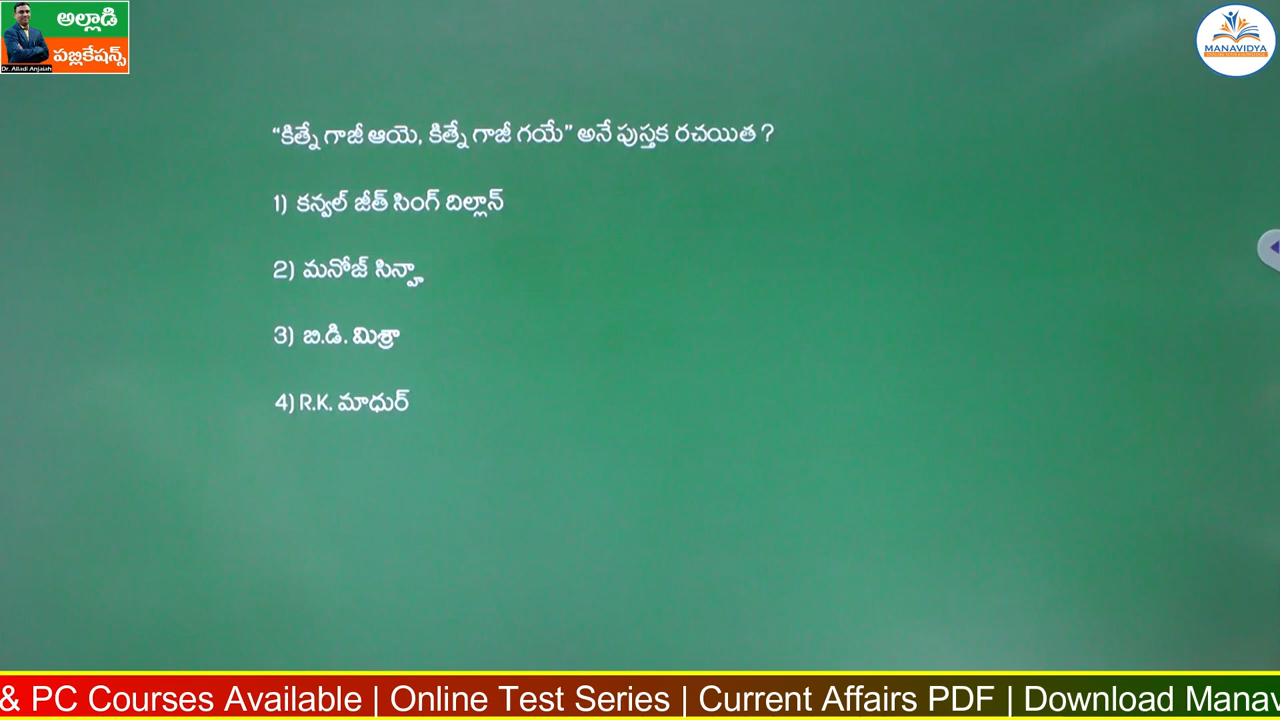 అల్లాడి
పబ్లికేషన్స్
Dr. Alladi Anjaiah
MANAVIDYA
“కిత్నే గాజీ ఆయె, కిత్నే గాజీ గయే” అనే పుస్తక రచయిత ?
1) కన్వల్ జీత్ సింగ్ దిల్లాన్
2) మనోజ్ సిన్హా
3) బి.డి. మిశ్రా
4) R.K. మాధుర్
& PC Courses Available | Online Test Series | Current Affairs PDF | Download Manav